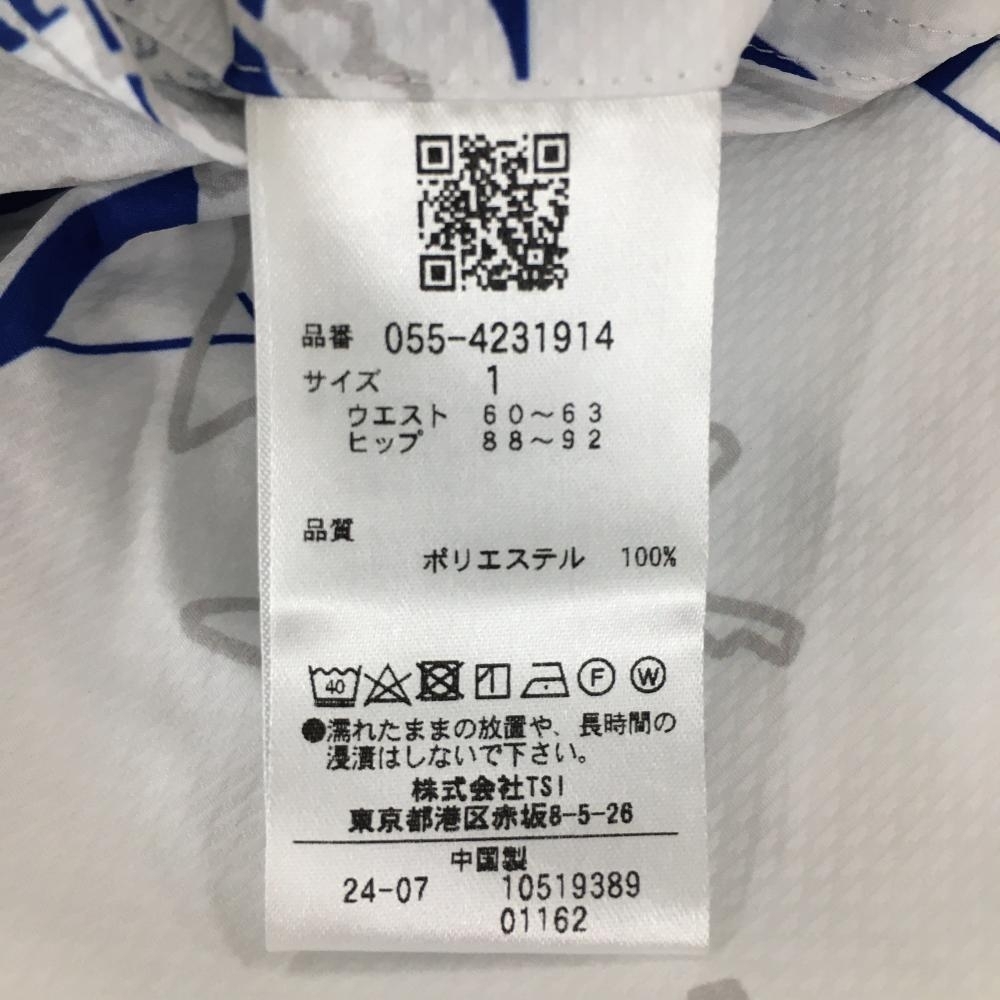 品番 055-4231914
サイズ 1
ウエスト 60～63
ヒップ 88～92
品質
ポリエステル 100%
40 F W
●濡れたままの放置や、長時間の
浸漬はしないで下さい。
株式会社TSI
東京都港区赤坂8-5-26
中国製
24-07 10519389
01162